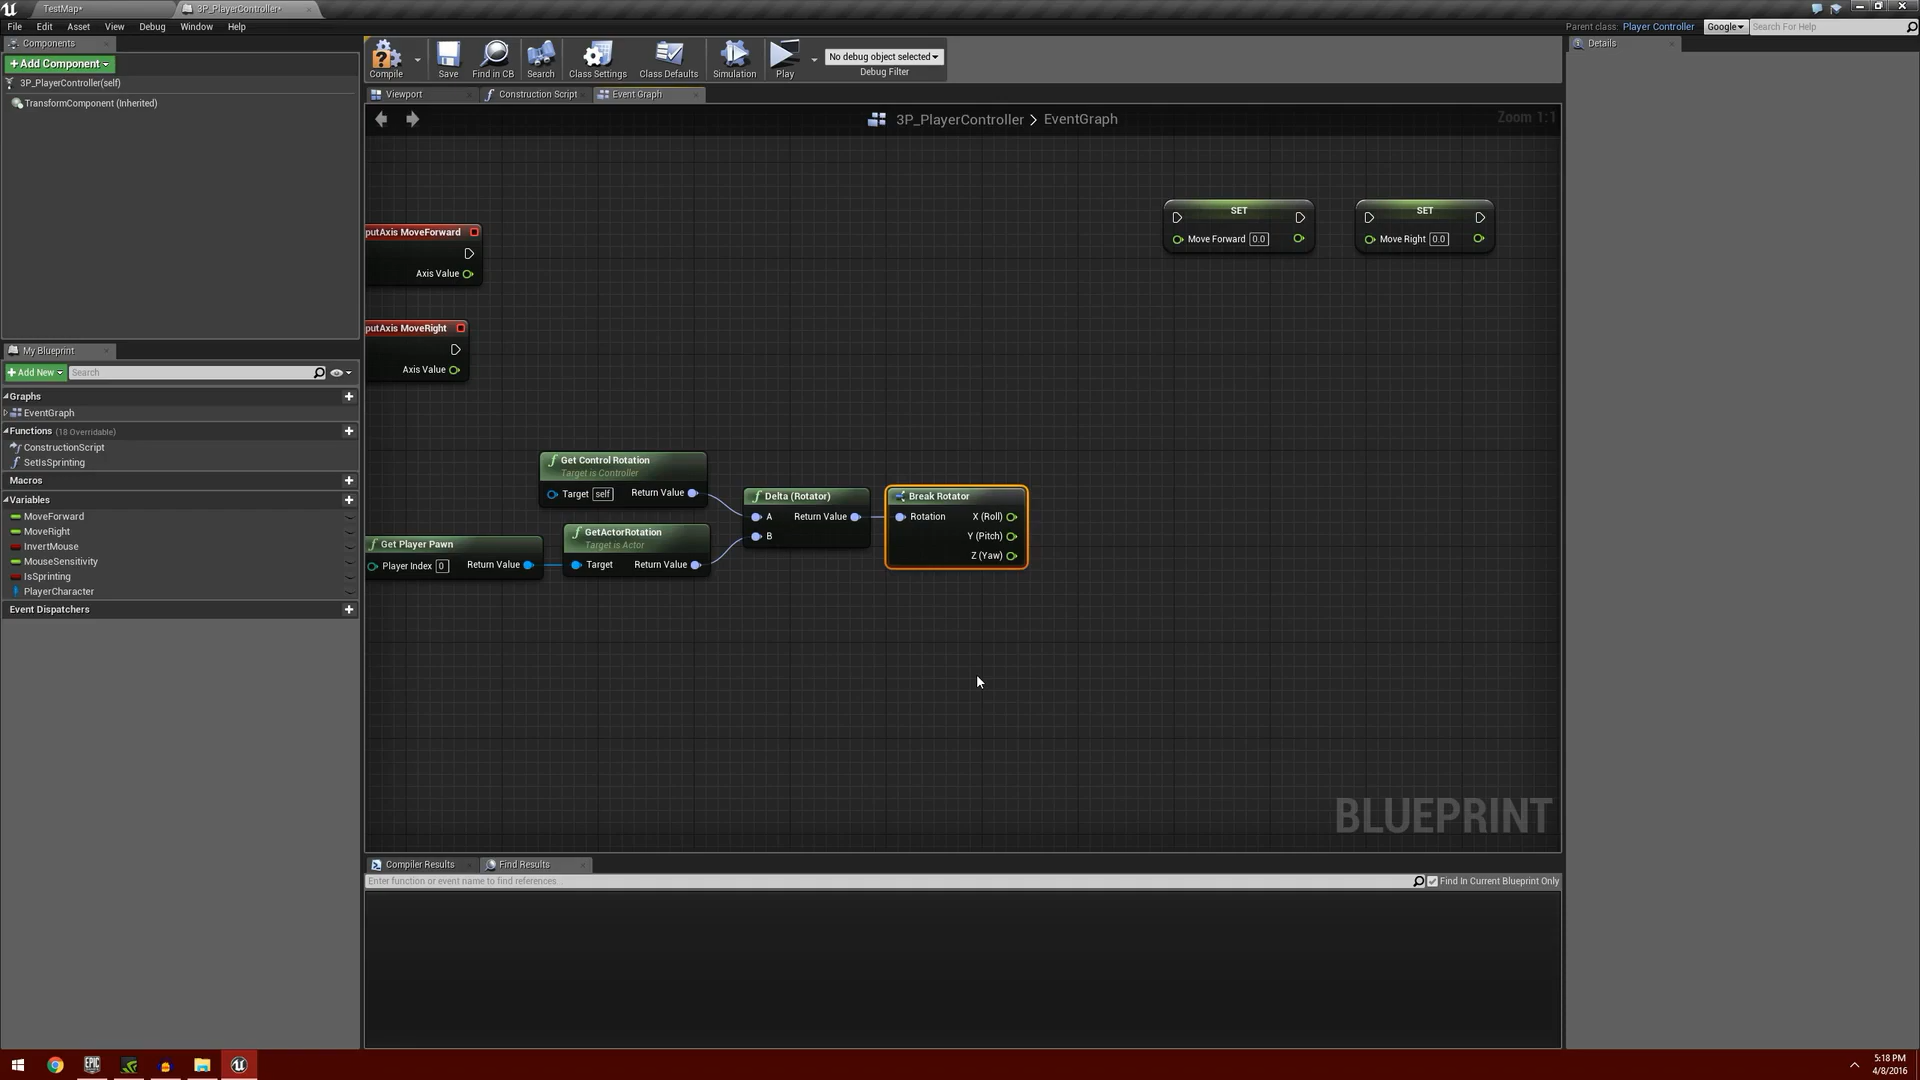 TestMap*
3P_PlayerController*
File Edit Asset View Debug Window Help
Parent class: Player Controller
Google
Search For Help
Components
+Add Component
3P_PlayerController(self)
TransformComponent (Inherited)
Compile
Save
Find in CB
Search
Class Settings
Class Defaults
Simulation
Play
No debug object selected
Debug Filter
Details
Viewport
Construction Script
Event Graph
3P_PlayerController > EventGraph
Zoom 1:1
putAxis MoveForward
Axis Value
putAxis MoveRight
Axis Value
SET
Move Forward 0.0
SET
Move Right 0.0
My Blueprint
+Add New
Search
Graphs
EventGraph
Functions (18 Overridable)
ConstructionScript
SetIsSprinting
Macros
Variables
MoveForward
MoveRight
InvertMouse
MouseSensitivity
IsSprinting
PlayerCharacter
Event Dispatchers
Get Control Rotation
Target is Controller
Target self
Return Value
Get Player Pawn
Player Index 0
Return Value
GetActorRotation
Target is Actor
Target
Return Value
Delta (Rotator)
A
Return Value
B
Break Rotator
Rotation
X (Roll)
Y (Pitch)
Z (Yaw)
BLUEPRINT
Compiler Results
Find Results
Enter function or event name to find references...
Find In Current Blueprint Only
EPIC
5:18 PM
4/8/2016